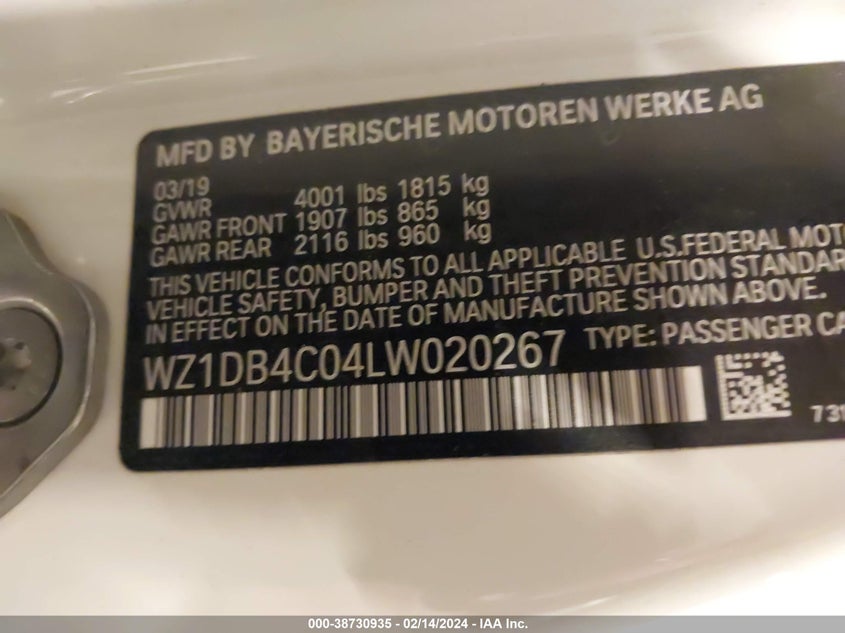 MFD BY BAYERISCHE MOTOREN WERKE AG
03/19
GVWR 4001 lbs 1815 kg
GAWR FRONT 1907 lbs 865 kg
GAWR REAR 2116 lbs 960 kg
THIS VEHICLE CONFORMS TO ALL APPLICABLE U.S.FEDERAL MOTO
VEHICLE SAFETY, BUMPER AND THEFT PREVENTION STANDAR
IN EFFECT ON THE DATE OF MANUFACTURE SHOWN ABOVE.
WZ1DB4C04LW020267 TYPE: PASSENGER CA
731
000-38730935 - 02/14/2024 - IAA Inc.